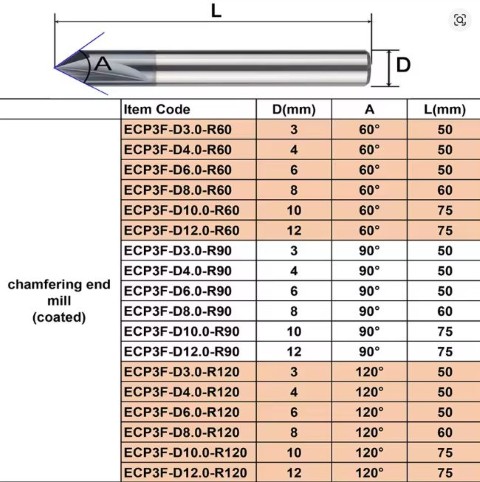 L
A
D
Item Code D(mm) A L(mm)
ECP3F-D3.0-R60 3 60° 50
ECP3F-D4.0-R60 4 60° 50
ECP3F-D6.0-R60 6 60° 50
ECP3F-D8.0-R60 8 60° 60
ECP3F-D10.0-R60 10 60° 75
ECP3F-D12.0-R60 12 60° 75
ECP3F-D3.0-R90 3 90° 50
ECP3F-D4.0-R90 4 90° 50
ECP3F-D6.0-R90 6 90° 50
ECP3F-D8.0-R90 8 90° 60
ECP3F-D10.0-R90 10 90° 75
ECP3F-D12.0-R90 12 90° 75
ECP3F-D3.0-R120 3 120° 50
ECP3F-D4.0-R120 4 120° 50
ECP3F-D6.0-R120 6 120° 50
ECP3F-D8.0-R120 8 120° 60
ECP3F-D10.0-R120 10 120° 75
ECP3F-D12.0-R120 12 120° 75
chamfering end
mill
(coated)